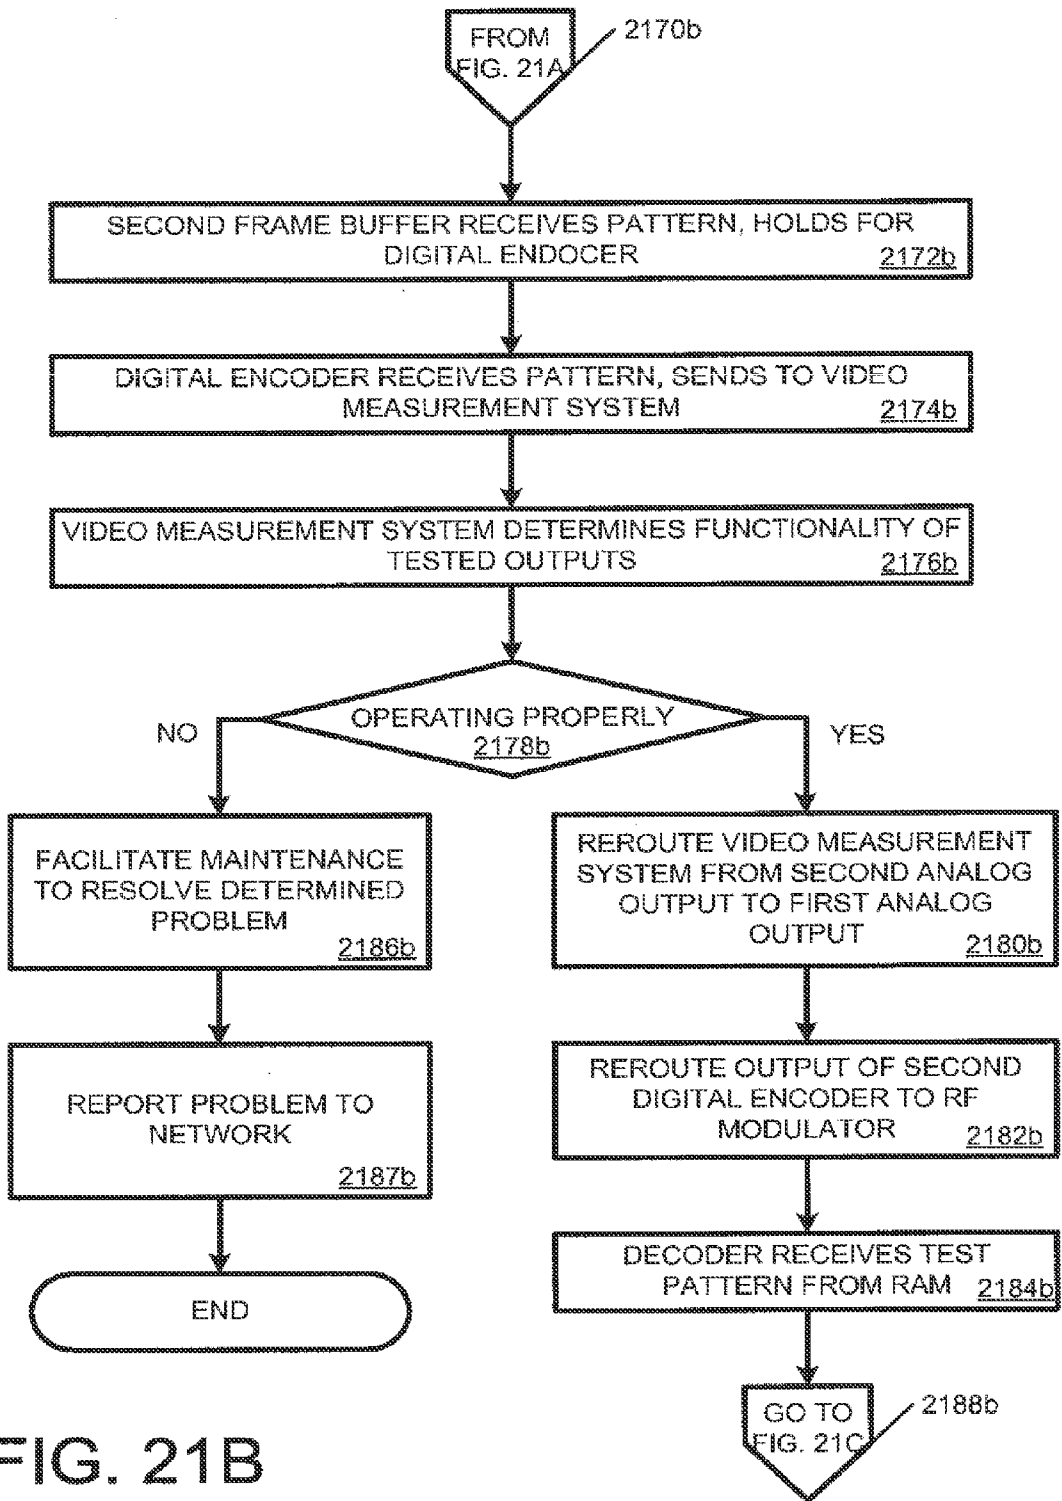 FROM
FIG. 21A
2170b
SECOND FRAME BUFFER RECEIVES PATTERN, HOLDS FOR
DIGITAL ENDOCER
2172b
DIGITAL ENCODER RECEIVES PATTERN, SENDS TO VIDEO
MEASUREMENT SYSTEM
2174b
VIDEO MEASUREMENT SYSTEM DETERMINES FUNCTIONALITY OF
TESTED OUTPUTS
2176b
OPERATING PROPERLY
2178b
NO
YES
FACILITATE MAINTENANCE
TO RESOLVE DETERMINED
PROBLEM
2186b
REPORT PROBLEM TO
NETWORK
2187b
END
REROUTE VIDEO MEASUREMENT
SYSTEM FROM SECOND ANALOG
OUTPUT TO FIRST ANALOG
OUTPUT
2180b
REROUTE OUTPUT OF SECOND
DIGITAL ENCODER TO RF
MODULATOR
2182b
DECODER RECEIVES TEST
PATTERN FROM RAM
2184b
GO TO
FIG. 21C
2188b
FIG. 21B